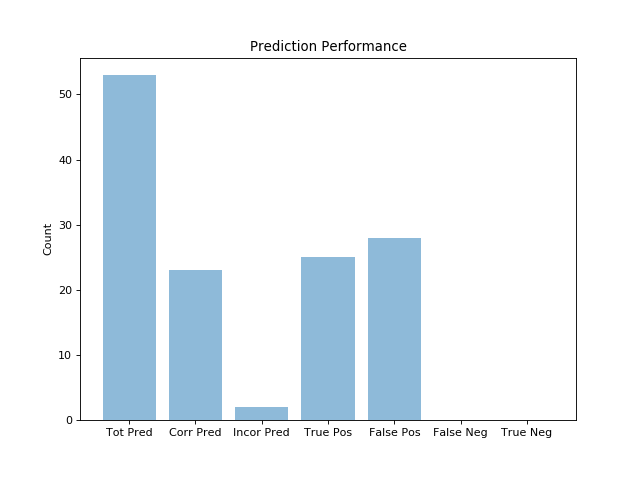 Prediction Performance
Count
50
40
30
20
10
0
Tot Pred Corr Pred Incor Pred True Pos False Pos False Neg True Neg